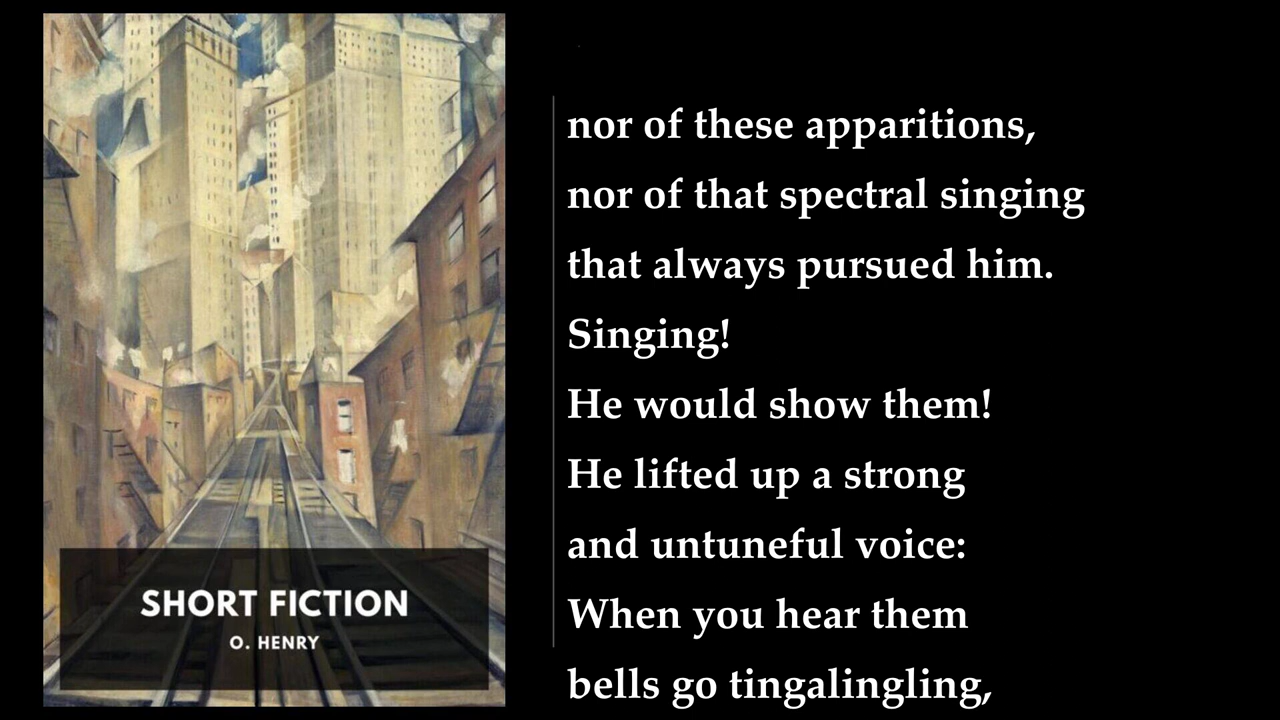 SHORT FICTION
O. HENRY
nor of these apparitions,
nor of that spectral singing
that always pursued him.
Singing!
He would show them!
He lifted up a strong
and untuneful voice:
When you hear them
bells go tingalingling,